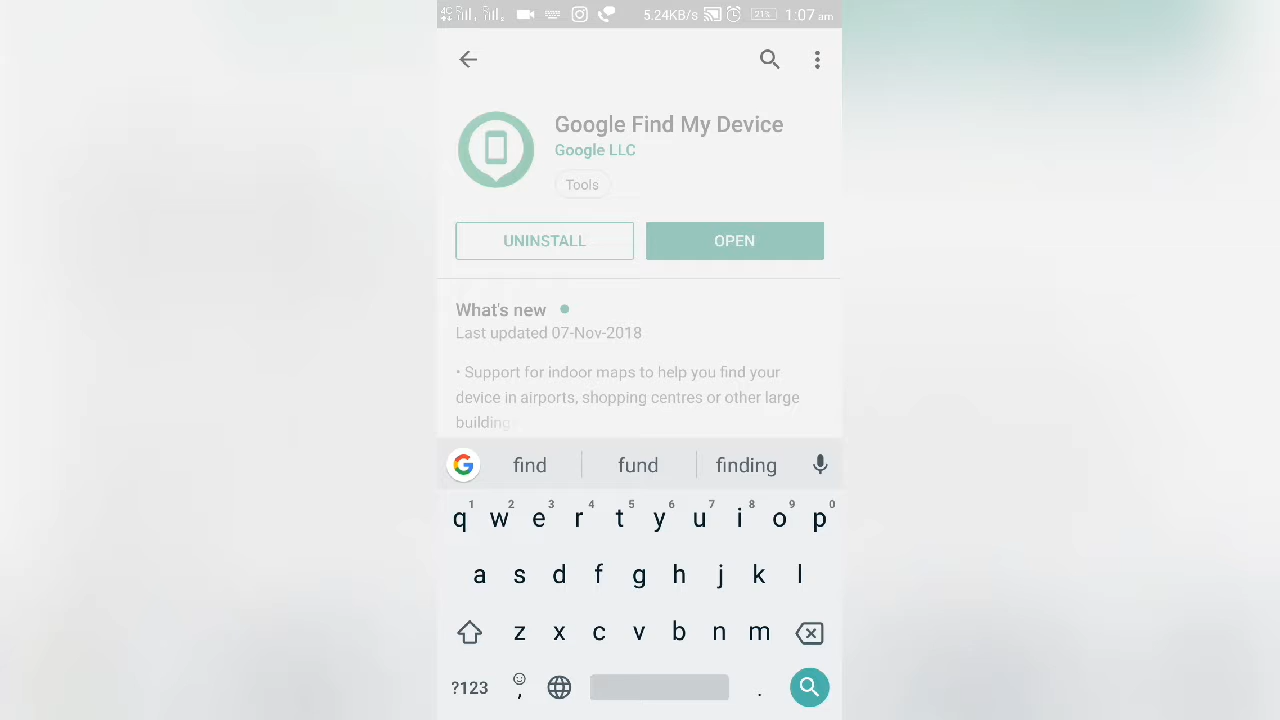 4G 5.24KB/s 21% 1:07 am
Google Find My Device
Google LLC
Tools
UNINSTALL OPEN
What's new
Last updated 07-Nov-2018
• Support for indoor maps to help you find your
device in airports, shopping centres or other large
building
G find fund finding
1 2 3 4 5 6 7 8 9 0
q w e r t y u i o p
a s d f g h j k l
z x c v b n m
?123 , .